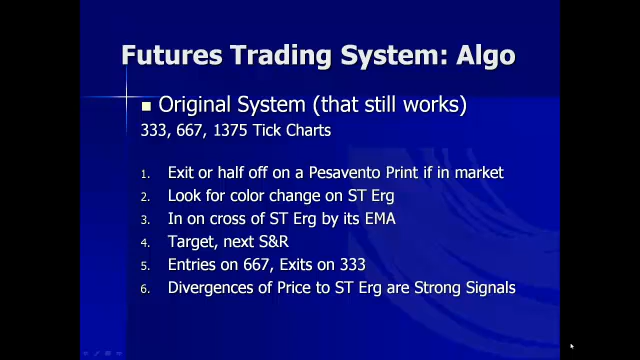 Futures Trading System: Algo
Original System (that still works)
333, 667, 1375 Tick Charts
1. Exit or half off on a Pesavento Print if in market
2. Look for color change on ST Erg
3. In on cross of ST Erg by its EMA
4. Target, next S&R
5. Entries on 667, Exits on 333
6. Divergences of Price to ST Erg are Strong Signals